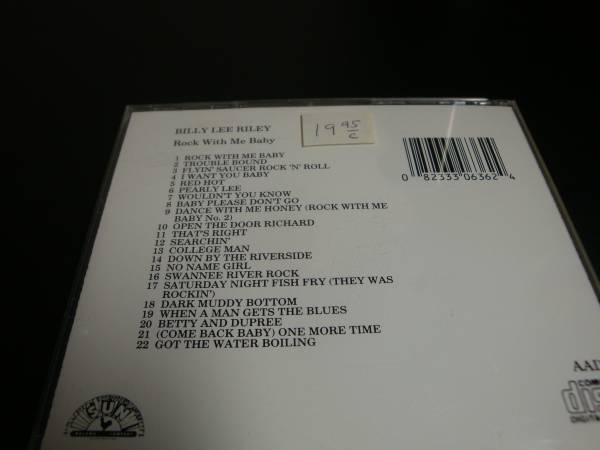 BILLY LEE RILEY
Rock With Me Baby
19 95/c
1 ROCK WITH ME BABY
2 TROUBLE BOUND
3 FLYIN' SAUCER ROCK 'N' ROLL
4 I WANT YOU BABY
5 RED HOT
6 PEARLY LEE
7 WOULDN'T YOU KNOW
8 BABY PLEASE DON'T GO
9 DANCE WITH ME HONEY (ROCK WITH ME
BABY No. 2)
10 OPEN THE DOOR RICHARD
11 THAT'S RIGHT
12 SEARCHIN'
13 COLLEGE MAN
14 DOWN BY THE RIVERSIDE
15 NO NAME GIRL
16 SWANNEE RIVER ROCK
17 SATURDAY NIGHT FISH FRY (THEY WAS
ROCKIN')
18 DARK MUDDY BOTTOM
19 WHEN A MAN GETS THE BLUES
20 BETTY AND DUPREE
21 (COME BACK BABY) ONE MORE TIME
22 GOT THE WATER BOILING
0 82333 06362 4
SUN